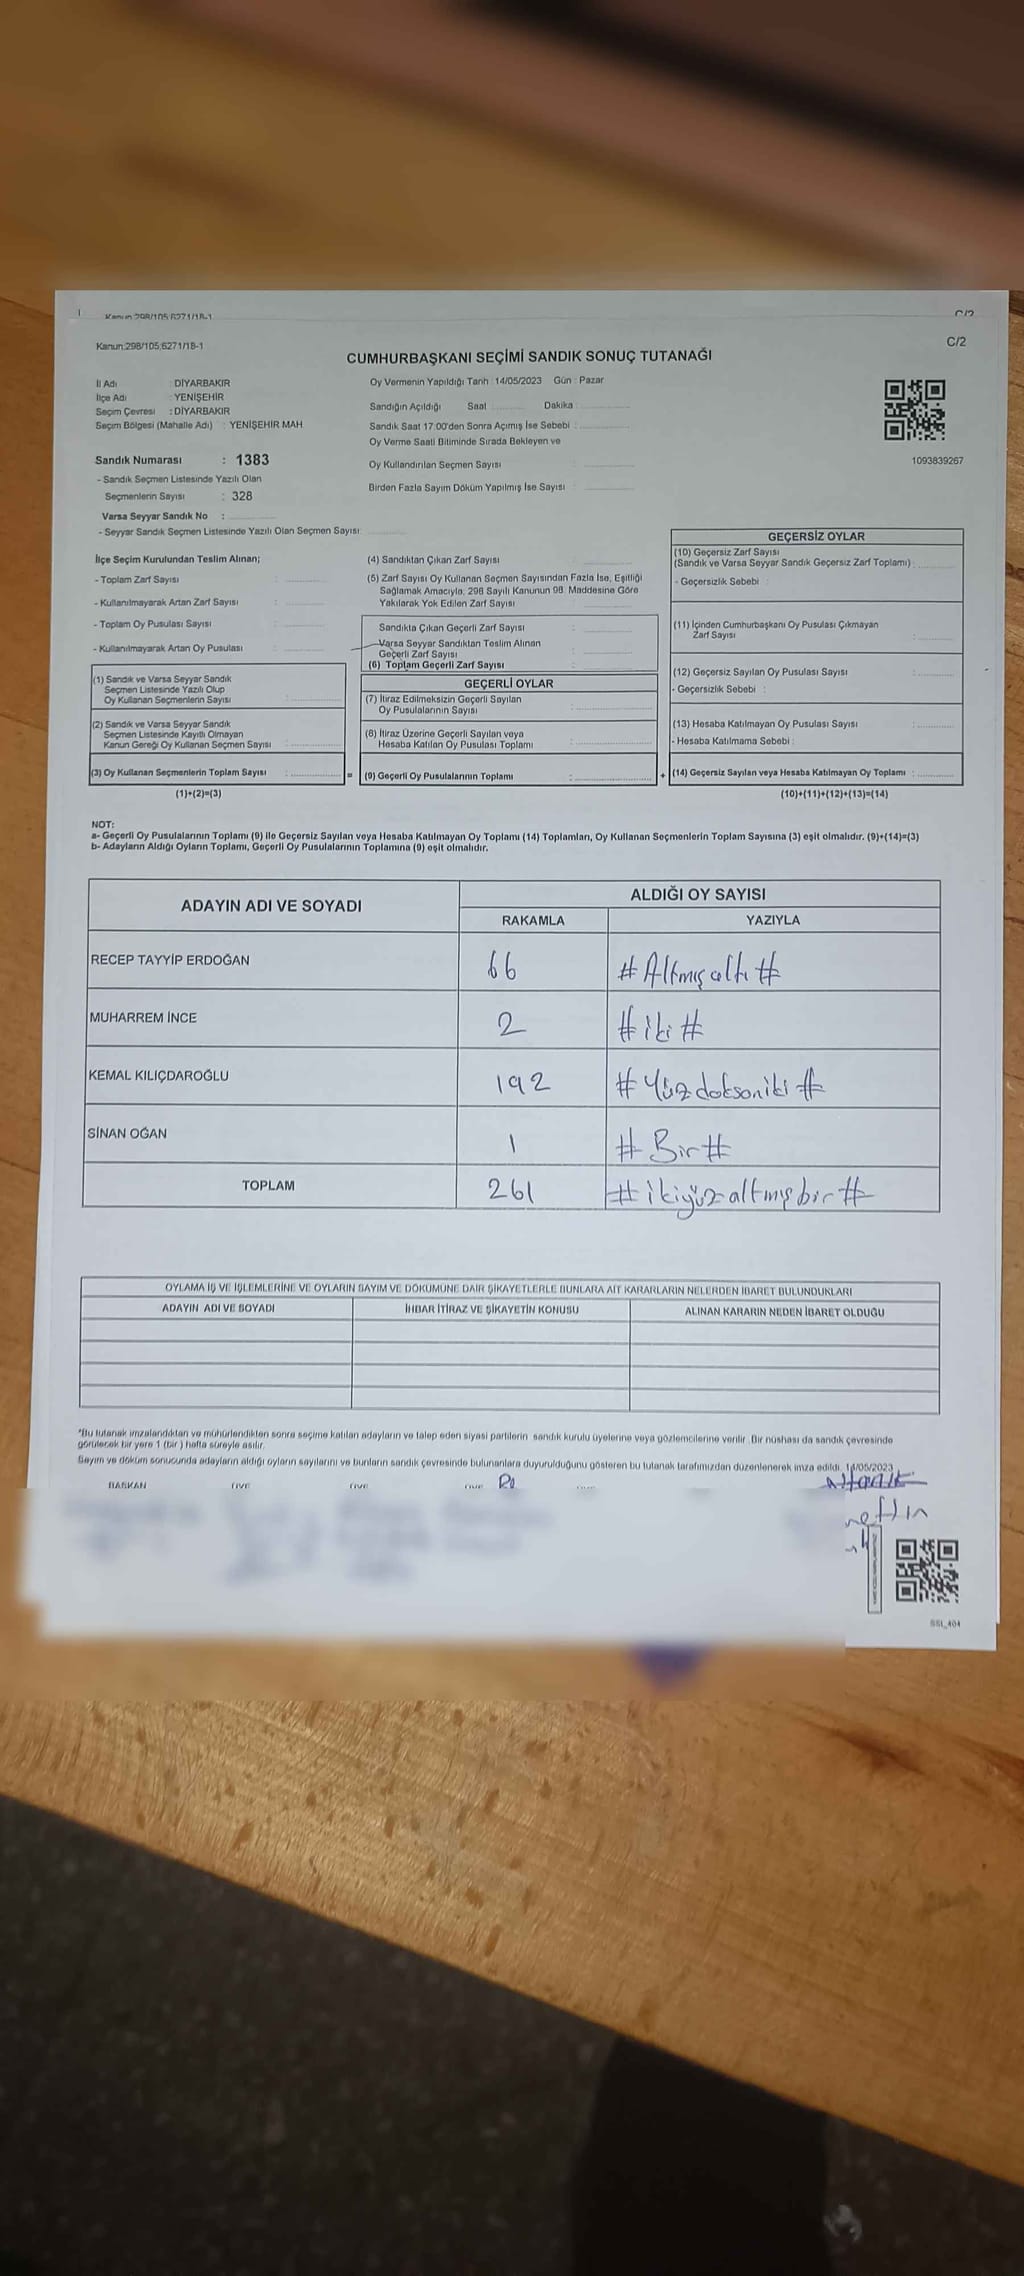 Kanun:298/105;6271/18-1
C/2
CUMHURBAŞKANI SEÇİMİ SANDIK SONUÇ TUTANAĞI
İl Adı : DİYARBAKIR
İlçe Adı : YENİŞEHİR
Seçim Çevresi : DİYARBAKIR
Seçim Bölgesi (Mahalle Adı) : YENİŞEHİR MAH
Sandık Numarası : 1383
- Sandık Seçmen Listesinde Yazılı Olan
Seçmenlerin Sayısı : 328
Varsa Seyyar Sandık No :
- Seyyar Sandık Seçmen Listesinde Yazılı Olan Seçmen Sayısı:
Oy Vermenin Yapıldığı Tarih : 14/05/2023 Gün : Pazar
Sandığın Açıldığı Saat Dakika :
Sandık Saat 17:00'den Sonra Açımış İse Sebebi :
Oy Verme Saati Bitiminde Sırada Bekleyen ve
Oy Kullandırılan Seçmen Sayısı :
Birden Fazla Sayım Döküm Yapılmış İse Sayısı :
1093839267
İlçe Seçim Kurulundan Teslim Alınan;
- Toplam Zarf Sayısı :
- Kullanılmayarak Artan Zarf Sayısı :
- Toplam Oy Pusulası Sayısı :
- Kullanılmayarak Artan Oy Pusulası :
(1) Sandık ve Varsa Seyyar Sandık
Seçmen Listesinde Yazılı Olup
Oy Kullanan Seçmenlerin Sayısı :
(2) Sandık ve Varsa Seyyar Sandık
Seçmen Listesinde Kayıtlı Olmayan
Kanun Gereği Oy Kullanan Seçmen Sayısı :
(3) Oy Kullanan Seçmenlerin Toplam Sayısı :
(1)+(2)=(3)
(4) Sandıktan Çıkan Zarf Sayısı :
(5) Zarf Sayısı Oy Kullanan Seçmen Sayısından Fazla İse, Eşitliği
Sağlamak Amacıyla, 298 Sayılı Kanunun 98. Maddesine Göre
Yakılarak Yok Edilen Zarf Sayısı :
Sandıkta Çıkan Geçerli Zarf Sayısı :
Varsa Seyyar Sandıktan Teslim Alınan
Geçerli Zarf Sayısı :
(6) Toplam Geçerli Zarf Sayısı :
GEÇERLİ OYLAR
(7) İtiraz Edilmeksizin Geçerli Sayılan
Oy Pusulalarının Sayısı :
(8) İtiraz Üzerine Geçerli Sayılan veya
Hesaba Katılan Oy Pusulası Toplamı :
= (9) Geçerli Oy Pusulalarının Toplamı :
GEÇERSİZ OYLAR
(10) Geçersiz Zarf Sayısı
(Sandık ve Varsa Seyyar Sandık Geçersiz Zarf Toplamı) :
- Geçersizlik Sebebi :
(11) İçinden Cumhurbaşkanı Oy Pusulası Çıkmayan
Zarf Sayısı :
(12) Geçersiz Sayılan Oy Pusulası Sayısı :
- Geçersizlik Sebebi :
(13) Hesaba Katılmayan Oy Pusulası Sayısı :
- Hesaba Katılmama Sebebi :
+ (14) Geçersiz Sayılan veya Hesaba Katılmayan Oy Toplamı :
(10)+(11)+(12)+(13)=(14)
NOT:
a- Geçerli Oy Pusulalarının Toplamı (9) ile Geçersiz Sayılan veya Hesaba Katılmayan Oy Toplamı (14) Toplamları, Oy Kullanan Seçmenlerin Toplam Sayısına (3) eşit olmalıdır. (9)+(14)=(3)
b- Adayların Aldığı Oyların Toplamı, Geçerli Oy Pusulalarının Toplamına (9) eşit olmalıdır.
ADAYIN ADI VE SOYADI ALDIĞI OY SAYISI
RAKAMLA YAZIYLA
RECEP TAYYİP ERDOĞAN 66 # Altmış altı #
MUHARREM İNCE 2 # iki #
KEMAL KILIÇDAROĞLU 192 # Yüz doksaniki #
SİNAN OĞAN 1 # Bir #
TOPLAM 261 # ikiyüz altmış bir #
OYLAMA İŞ VE İŞLEMLERİNE VE OYLARIN SAYIM VE DÖKÜMÜNE DAİR ŞİKAYETLERLE BUNLARA AİT KARARLARIN NELERDEN İBARET BULUNDUKLARI
ADAYIN ADI VE SOYADI İHBAR İTİRAZ VE ŞİKAYETİN KONUSU ALINAN KARARIN NEDEN İBARET OLDUĞU
*Bu tutanak imzalandıktan ve mühürlendikten sonra seçime katılan adayların ve talep eden siyasi partilerin sandık kurulu üyelerine veya gözlemcilerine verilir. Bir nüshası da sandık çevresinde
görülecek bir yere 1 (bir) hafta süreyle asılır.
Sayım ve döküm sonucunda adayların aldığı oyların sayılarını ve bunların sandık çevresinde bulunanlara duyurulduğunu gösteren bu tutanak tarafımızdan düzenlenerek imza edildi. 14/05/2023
BAŞKAN